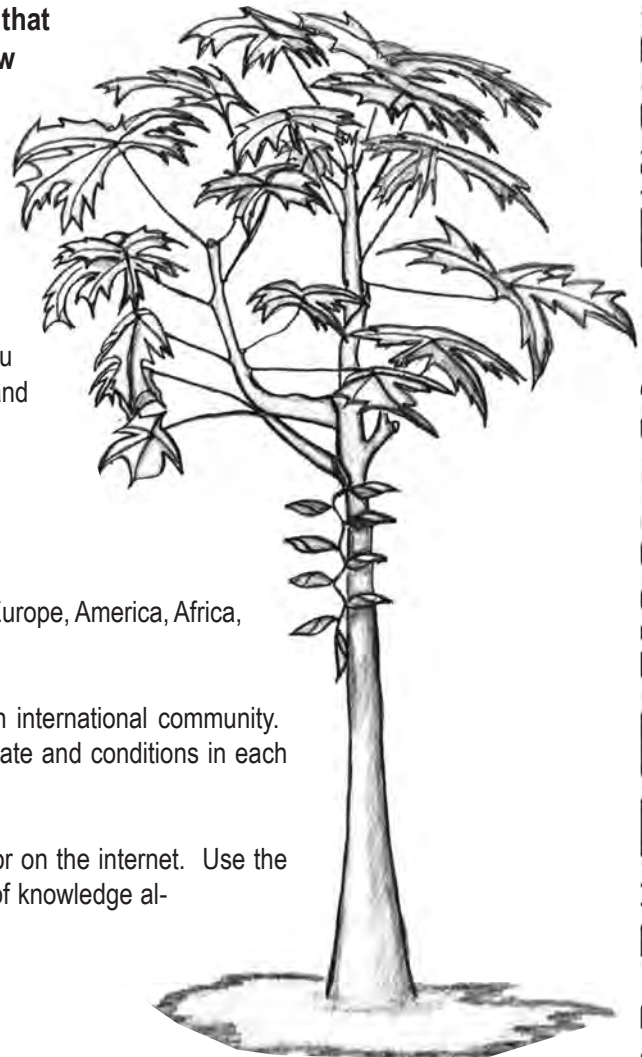 that
w
u
and
Europe, America, Africa,
n international community.
ate and conditions in each
or on the internet. Use the
of knowledge al-